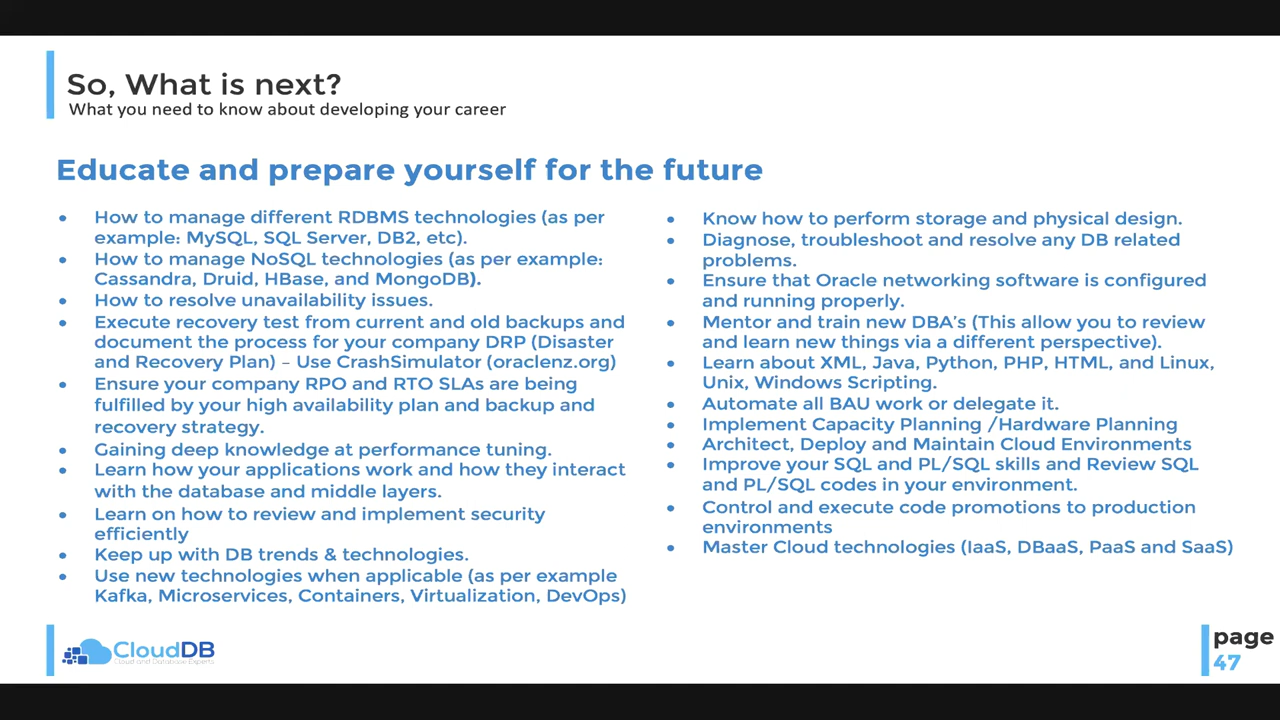 So, What is next?
What you need to know about developing your career
Educate and prepare yourself for the future
• How to manage different RDBMS technologies (as per
example: MySQL, SQL Server, DB2, etc).
• How to manage NoSQL technologies (as per example:
Cassandra, Druid, HBase, and MongoDB).
• How to resolve unavailability issues.
• Execute recovery test from current and old backups and
document the process for your company DRP (Disaster
and Recovery Plan) – Use CrashSimulator (oraclenz.org)
• Ensure your company RPO and RTO SLAs are being
fulfilled by your high availability plan and backup and
recovery strategy.
• Gaining deep knowledge at performance tuning.
• Learn how your applications work and how they interact
with the database and middle layers.
• Learn on how to review and implement security
efficiently
• Keep up with DB trends & technologies.
• Use new technologies when applicable (as per example
Kafka, Microservices, Containers, Virtualization, DevOps)
• Know how to perform storage and physical design.
• Diagnose, troubleshoot and resolve any DB related
problems.
• Ensure that Oracle networking software is configured
and running properly.
• Mentor and train new DBA's (This allow you to review
and learn new things via a different perspective).
• Learn about XML, Java, Python, PHP, HTML, and Linux,
Unix, Windows Scripting.
• Automate all BAU work or delegate it.
• Implement Capacity Planning /Hardware Planning
• Architect, Deploy and Maintain Cloud Environments
• Improve your SQL and PL/SQL skills and Review SQL
and PL/SQL codes in your environment.
• Control and execute code promotions to production
environments
• Master Cloud technologies (IaaS, DBaaS, PaaS and SaaS)
CloudDB
Cloud and Database Experts
page
47